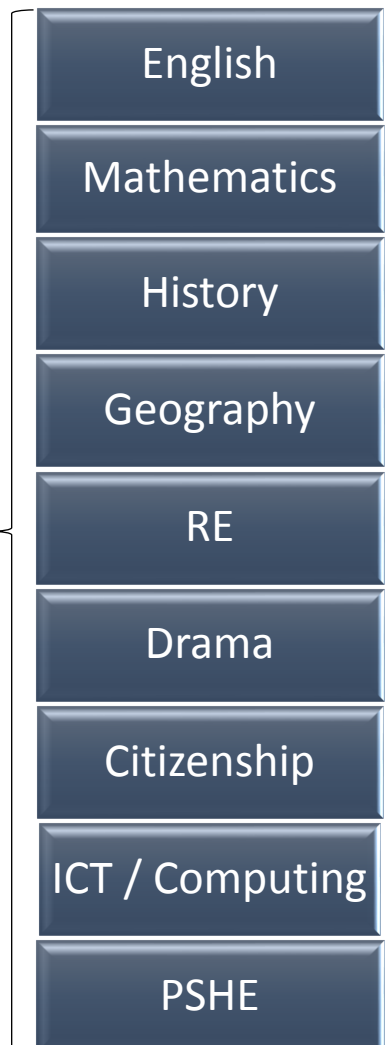 English
Mathematics
History
Geography
RE
Drama
Citizenship
ICT / Computing
PSHE